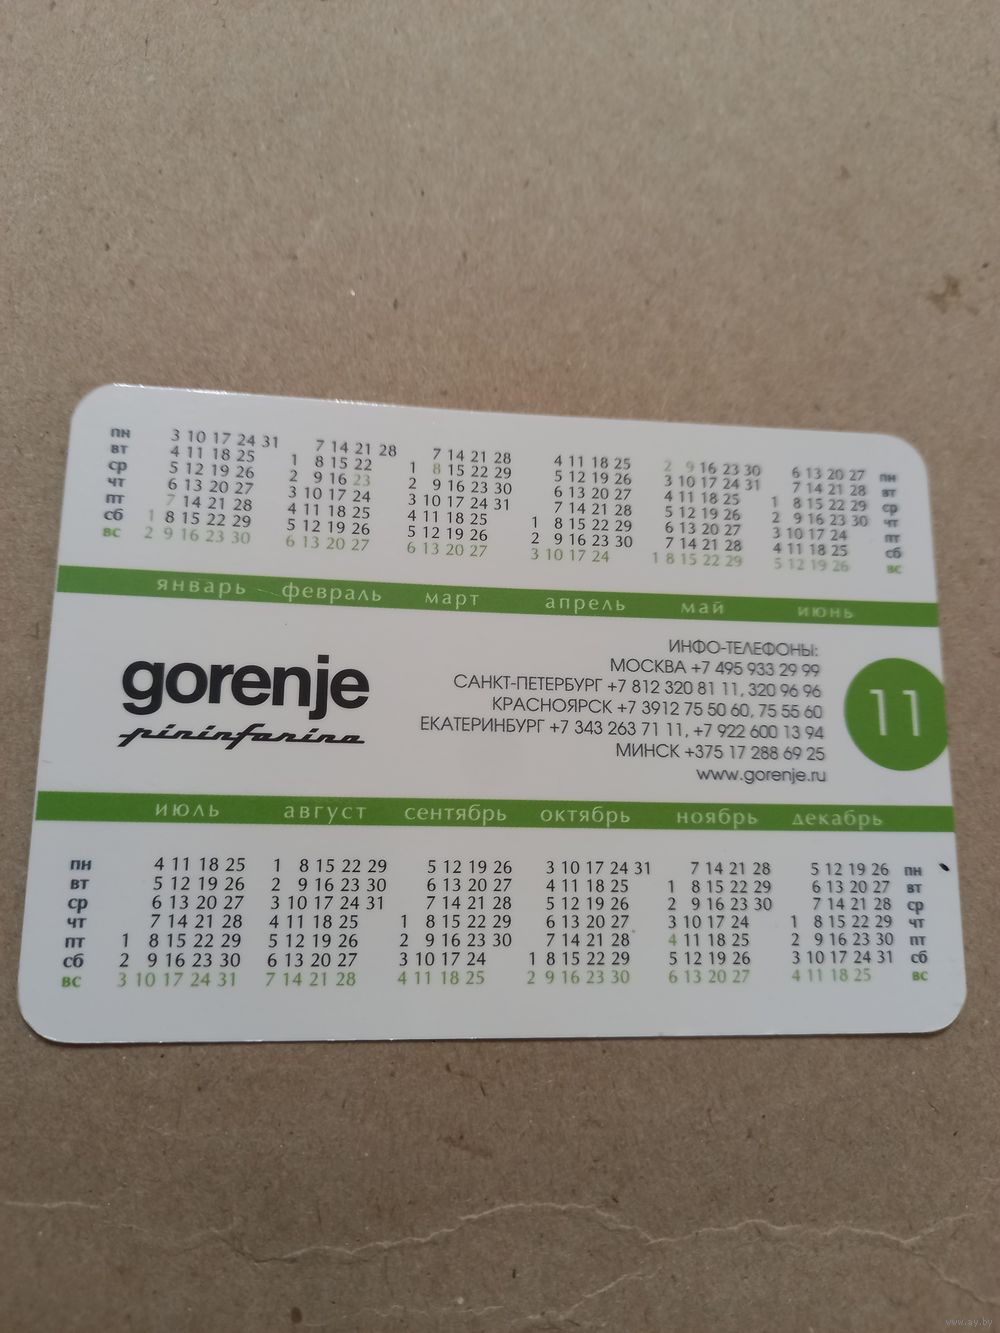 пн 3 10 17 24 31 7 14 21 28 7 14 21 28 4 11 18 25 2 9 16 23 30 6 13 20 27 пн
вт 4 11 18 25 1 8 15 22 1 8 15 22 29 5 12 19 26 3 10 17 24 31 7 14 21 28 вт
ср 5 12 19 26 2 9 16 23 2 9 16 23 30 6 13 20 27 4 11 18 25 1 8 15 22 29 ср
чт 6 13 20 27 3 10 17 24 3 10 17 24 31 7 14 21 28 5 12 19 26 2 9 16 23 30 чт
пт 7 14 21 28 4 11 18 25 4 11 18 25 1 8 15 22 29 6 13 20 27 3 10 17 24 пт
сб 1 8 15 22 29 5 12 19 26 5 12 19 26 2 9 16 23 30 7 14 21 28 4 11 18 25 сб
вс 2 9 16 23 30 6 13 20 27 6 13 20 27 3 10 17 24 1 8 15 22 29 5 12 19 26 вс
январь февраль март апрель май июнь
gorenje
pininfarina
ИНФО-ТЕЛЕФОНЫ:
МОСКВА +7 495 933 29 99
САНКТ-ПЕТЕРБУРГ +7 812 320 81 11, 320 96 96
КРАСНОЯРСК +7 3912 75 50 60, 75 55 60
ЕКАТЕРИНБУРГ +7 343 263 71 11, +7 922 600 13 94
МИНСК +375 17 288 69 25
www.gorenje.ru
11
июль август сентябрь октябрь ноябрь декабрь
пн 4 11 18 25 1 8 15 22 29 5 12 19 26 3 10 17 24 31 7 14 21 28 5 12 19 26 пн
вт 5 12 19 26 2 9 16 23 30 6 13 20 27 4 11 18 25 1 8 15 22 29 6 13 20 27 вт
ср 6 13 20 27 3 10 17 24 31 7 14 21 28 5 12 19 26 2 9 16 23 30 7 14 21 28 ср
чт 7 14 21 28 4 11 18 25 1 8 15 22 29 6 13 20 27 3 10 17 24 1 8 15 22 29 чт
пт 1 8 15 22 29 5 12 19 26 2 9 16 23 30 7 14 21 28 4 11 18 25 2 9 16 23 30 пт
сб 2 9 16 23 30 6 13 20 27 3 10 17 24 1 8 15 22 29 5 12 19 26 3 10 17 24 31 сб
вс 3 10 17 24 31 7 14 21 28 4 11 18 25 2 9 16 23 30 6 13 20 27 4 11 18 25 вс
www.ay.by